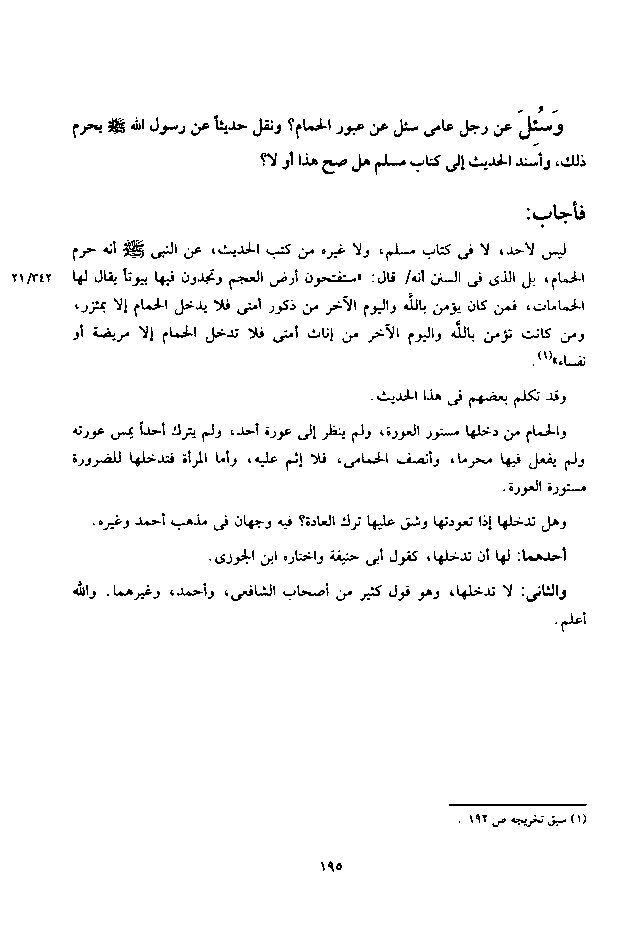 وَسُئِلَ عن رجل عامى سئل عن عبور الحمام؟ ونقل حديثاً عن رسول الله ﷺ يحرم
ذلك، وأسند الحديث إلى كتاب مسلم هل صح هذا أو لا؟
فأجاب:
ليس لأحد، لا فى كتاب مسلم، ولا غيره من كتب الحديث، عن النبى ﷺ أنه حرم
الحمام، بل الذى فى السنن أنه/ قال: «ستفتحون أرض العجم وتجدون فيها بيوتاً يقال لها ٢١/٣٤٢
الحمامات، فمن كان يؤمن بالله واليوم الآخر من ذكور أمتى فلا يدخل الحمام إلا بمئزر،
ومن كانت تؤمن بالله واليوم الآخر من إناث أمتى فلا تدخل الحمام إلا مريضة أو
نفساء»(١).
وقد تكلم بعضهم فى هذا الحديث.
والحمام من دخلها مستور العورة، ولم ينظر إلى عورة أحد، ولم يترك أحداً يمس عورته
ولم يفعل فيها محرما، وأنصف الحمامى، فلا إثم عليه، وأما المرأة فتدخلها للضرورة
مستورة العورة.
وهل تدخلها إذا تعودتها وشق عليها ترك العادة؟ فيه وجهان فى مذهب أحمد وغيره.
أحدهما: لها أن تدخلها، كقول أبى حنيفة واختاره ابن الجوزى.
والثانى: لا تدخلها، وهو قول كثير من أصحاب الشافعى، وأحمد، وغيرهما. والله
أعلم.
(١) سبق تخريجه ص ١٩٢ .
١٩٥